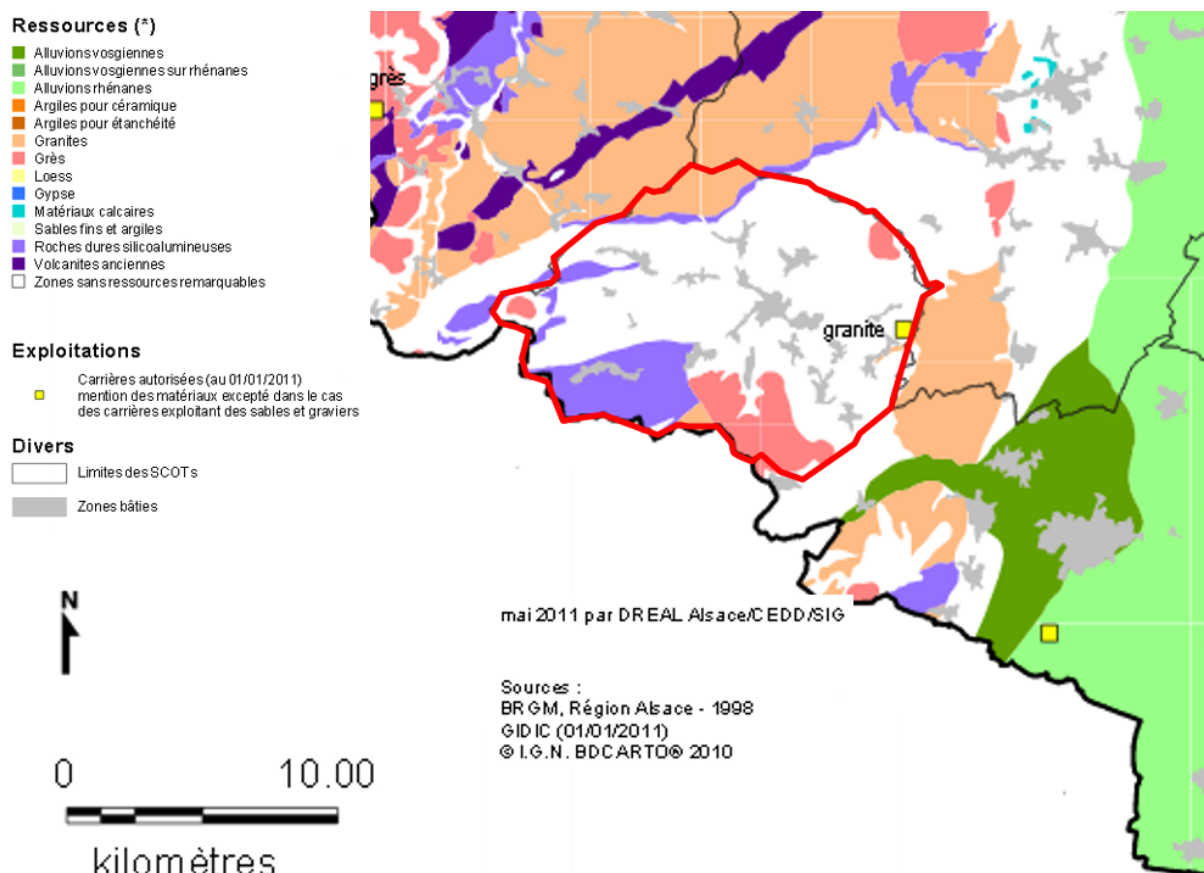 Ressources (*)
Alluvions vosgiennes
Alluvions vosgiennes sur rhénanes
Alluvions rhénanes
Argiles pour céramique
Argiles pour étanchéité
Granites
Grès
Loess
Gypse
Matériaux calcaires
Sables fins et argiles
Roches dures silicoalumineuses
Volcanites anciennes
Zones sans ressources remarquables
Exploitations
Carrières autorisées (au 01/01/2011)
mention des matériaux excepté dans le cas
des carrières exploitant des sables et graviers
Divers
Limites des SCOTs
Zones bâties
grès
granite
N
mai 2011 par DREAL Alsace/CEDD/SIG
Sources :
BRGM, Région Alsace - 1998
GIDIC (01/01/2011)
© I.G.N. BDCARTO® 2010
0 10.00
kilomètres